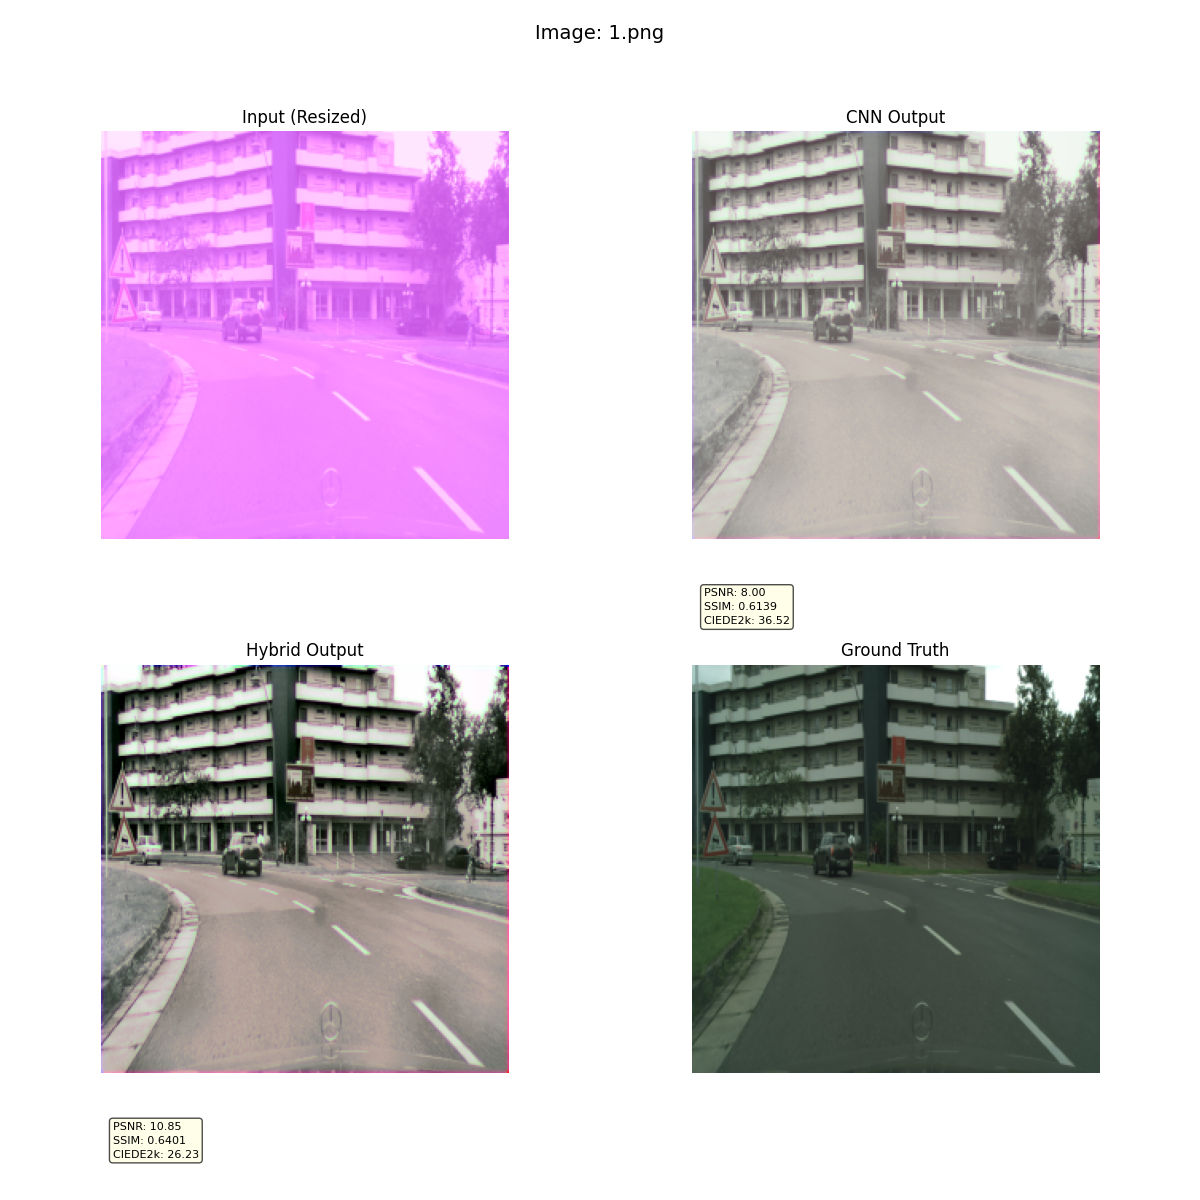 Image: 1.png
Input (Resized)
CNN Output
PSNR: 8.00
SSIM: 0.6139
CIEDE2k: 36.52
Hybrid Output
Ground Truth
PSNR: 10.85
SSIM: 0.6401
CIEDE2k: 26.23